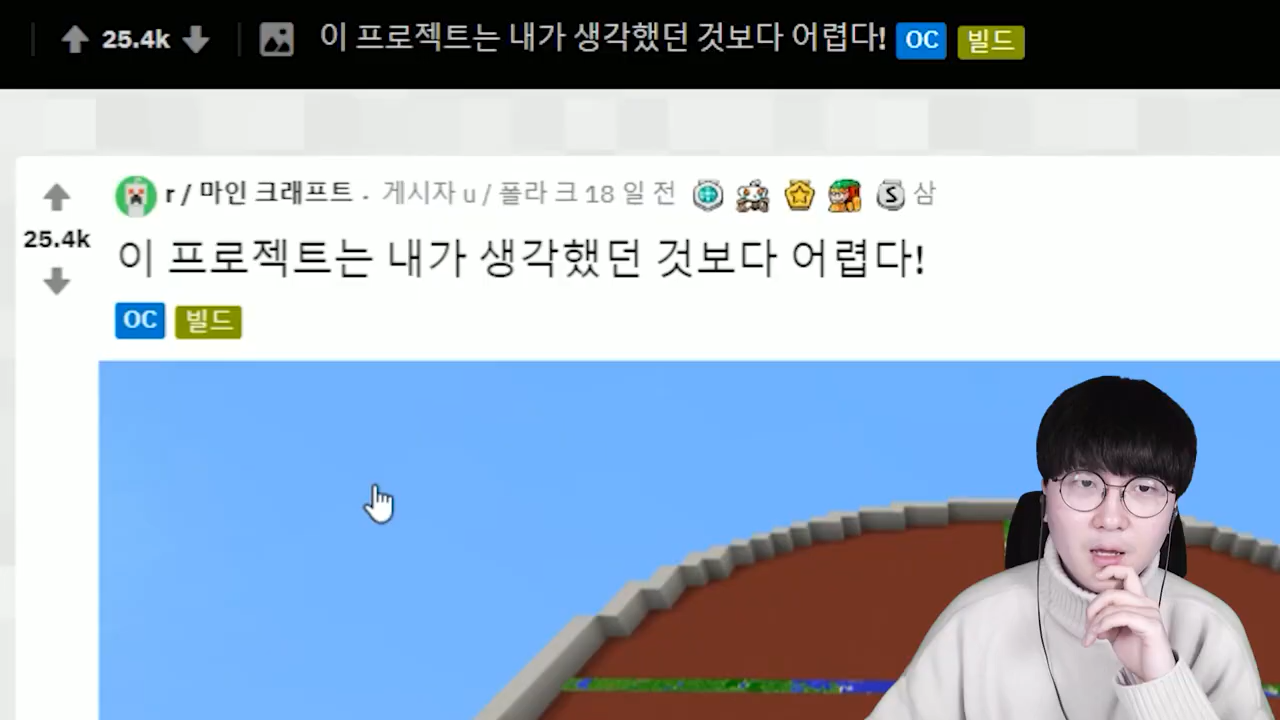 25.4k 이 프로젝트는 내가 생각했던 것보다 어렵다! OC 빌드
r / 마인 크래프트 . 게시자 u / 폴라 크 18 일 전 S 삼
25.4k
이 프로젝트는 내가 생각했던 것보다 어렵다!
OC 빌드